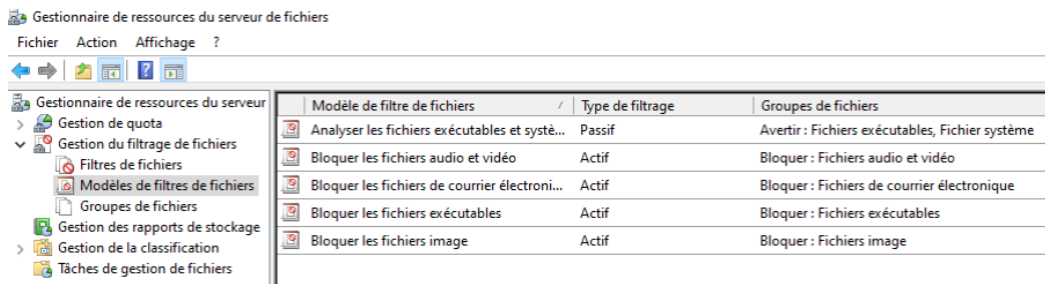 Gestionnaire de ressources du serveur de fichiers
Fichier Action Affichage ?
Gestionnaire de ressources du serveur
Gestion de quota
Gestion du filtrage de fichiers
Filtres de fichiers
Modèles de filtres de fichiers
Groupes de fichiers
Gestion des rapports de stockage
Gestion de la classification
Tâches de gestion de fichiers
Modèle de filtre de fichiers Type de filtrage Groupes de fichiers
Analyser les fichiers exécutables et systè... Passif Avertir : Fichiers exécutables, Fichier système
Bloquer les fichiers audio et vidéo Actif Bloquer : Fichiers audio et vidéo
Bloquer les fichiers de courrier électroni... Actif Bloquer : Fichiers de courrier électronique
Bloquer les fichiers exécutables Actif Bloquer : Fichiers exécutables
Bloquer les fichiers image Actif Bloquer : Fichiers image